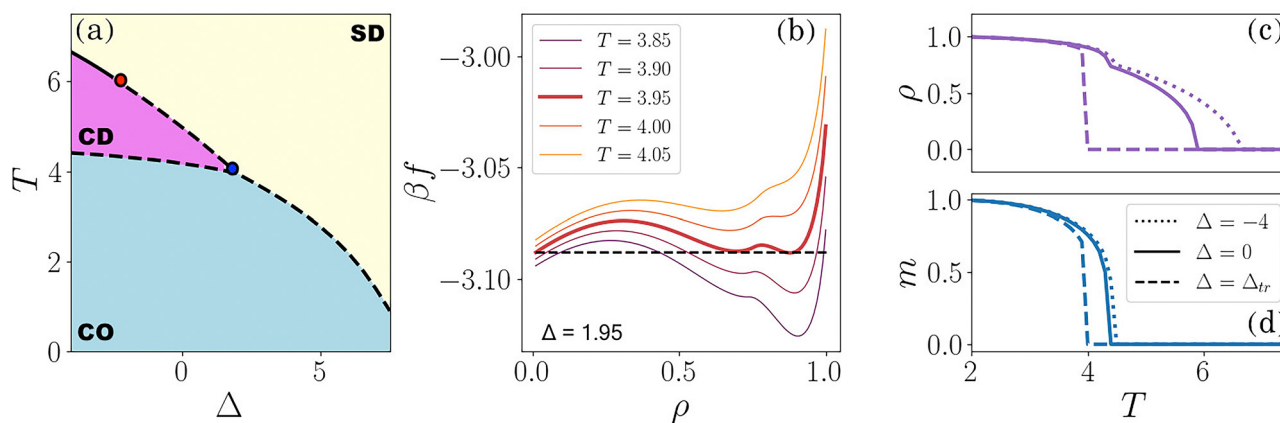 (a)
SD
CD
CO
6
4
2
0
T
0
5
Δ
(b)
T = 3.85
T = 3.90
T = 3.95
T = 4.00
T = 4.05
−3.00
−3.05
−3.10
βf
Δ = 1.95
0.0
0.5
1.0
ρ
(c)
1.0
0.5
0.0
ρ
1.0
0.5
0.0
m
Δ = −4
Δ = 0
Δ = Δtr
(d)
2
4
6
T